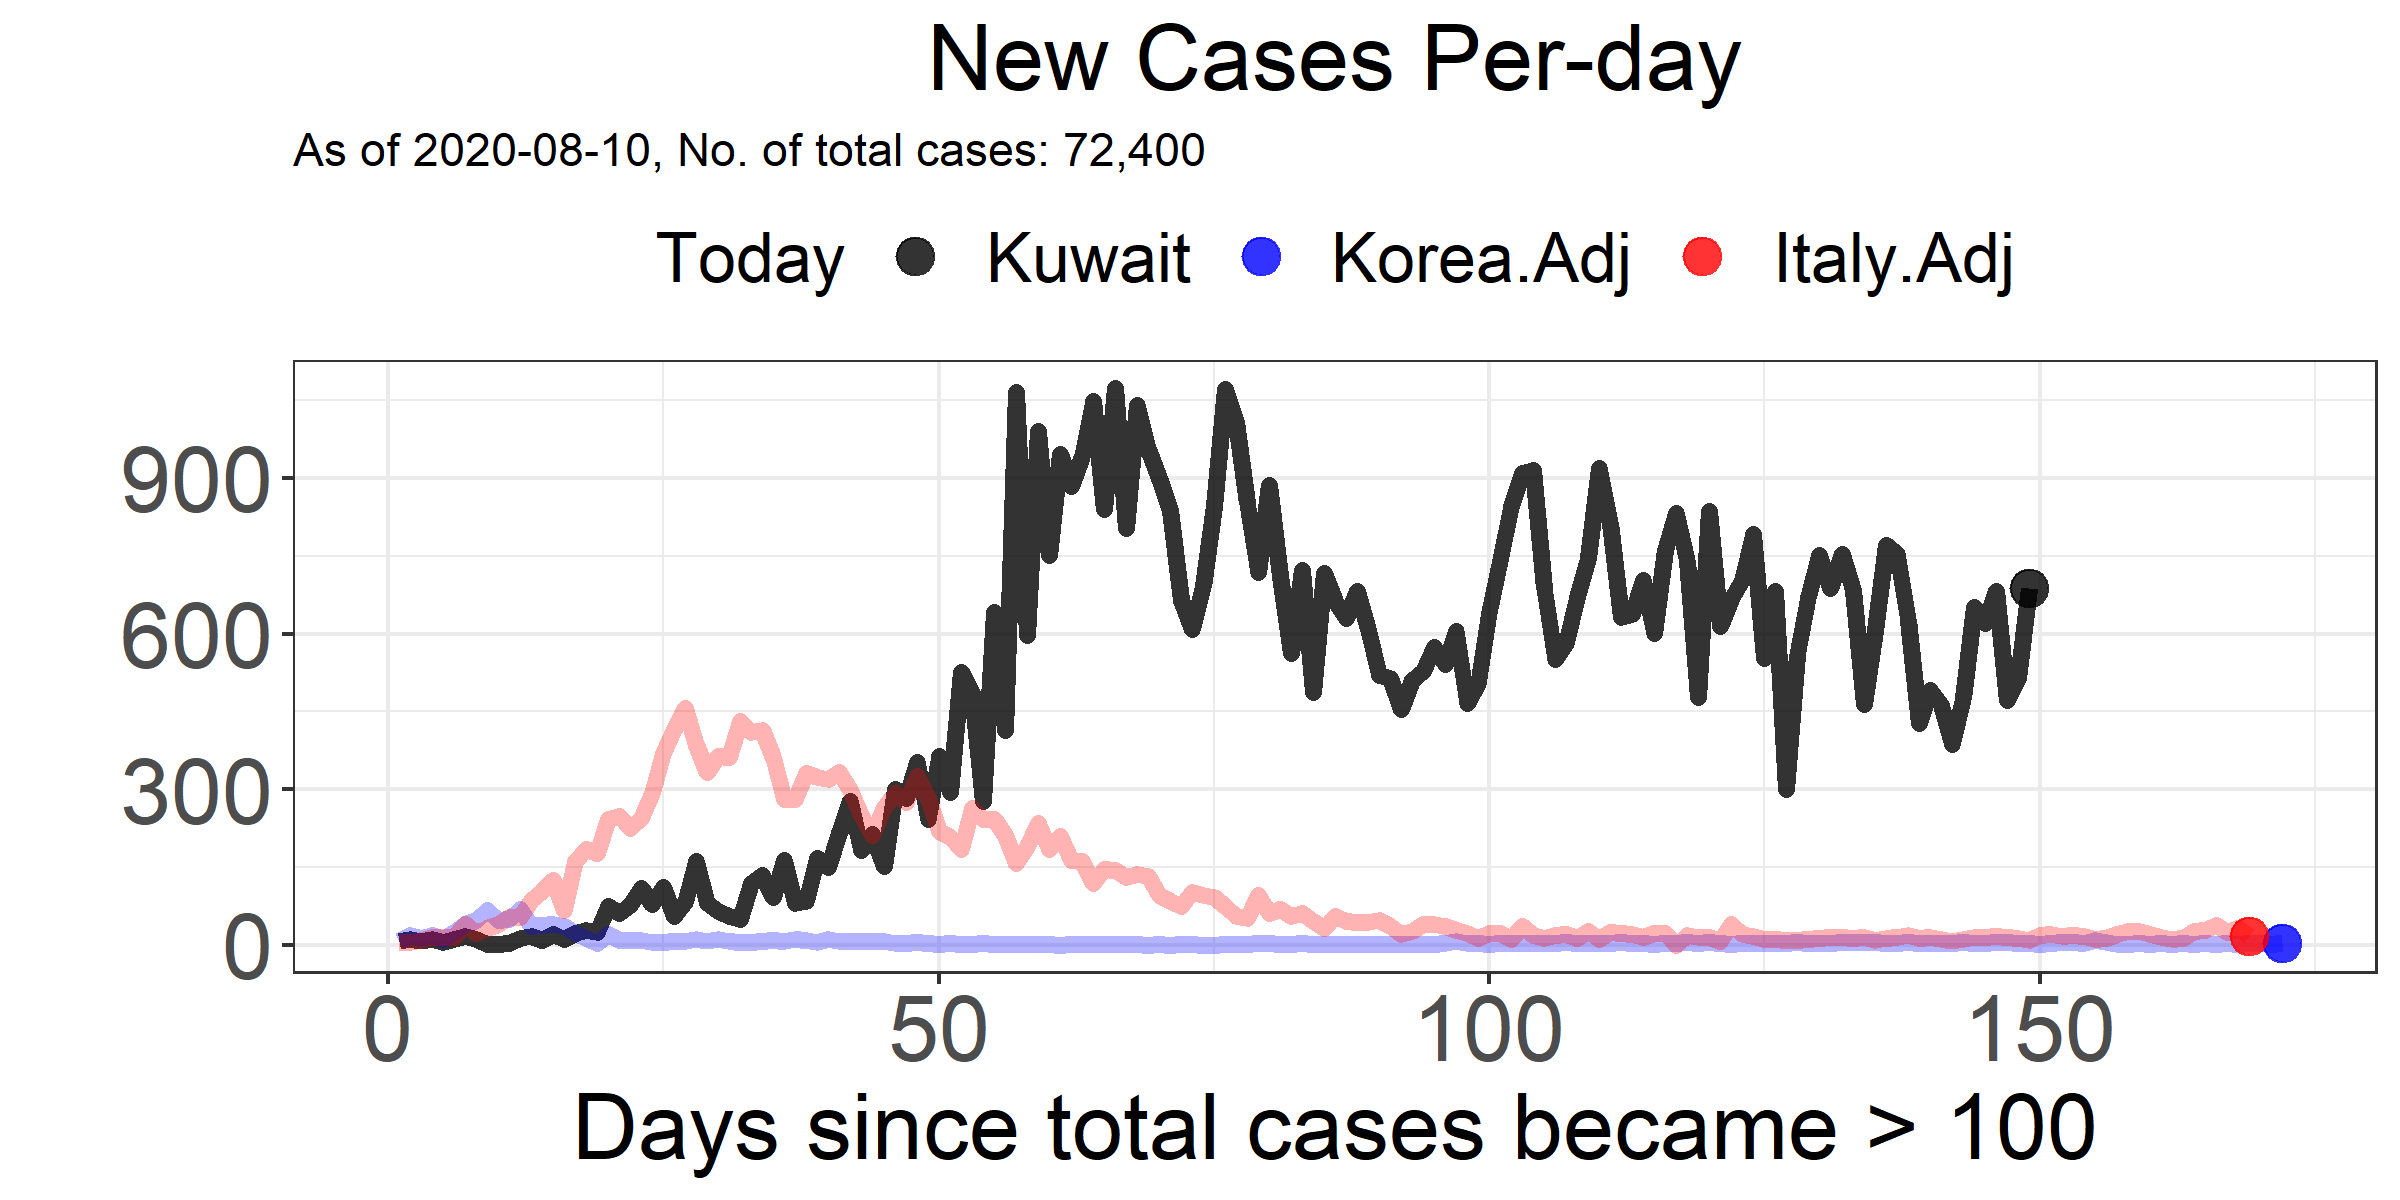 New Cases Per-day
As of 2020-08-10, No. of total cases: 72,400
Today Kuwait Korea.Adj Italy.Adj
900
600
300
0
0 50 100 150
Days since total cases became > 100